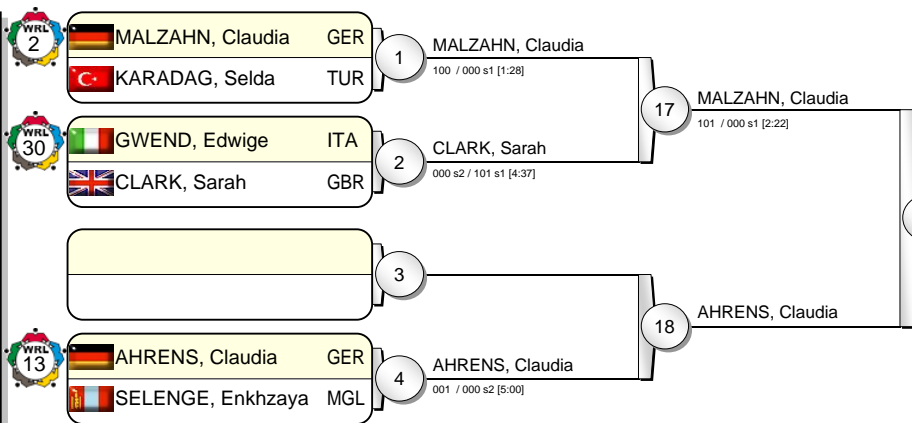 WRL
2
MALZAHN, Claudia GER
KARADAG, Selda TUR
1
MALZAHN, Claudia
100 / 000 s1 [1:28]
WRL
30
GWEND, Edwige ITA
CLARK, Sarah GBR
2
CLARK, Sarah
000 s2 / 101 s1 [4:37]
17
MALZAHN, Claudia
101 / 000 s1 [2:22]
3
WRL
13
AHRENS, Claudia GER
SELENGE, Enkhzaya MGL
4
AHRENS, Claudia
001 / 000 s2 [5:00]
18
AHRENS, Claudia